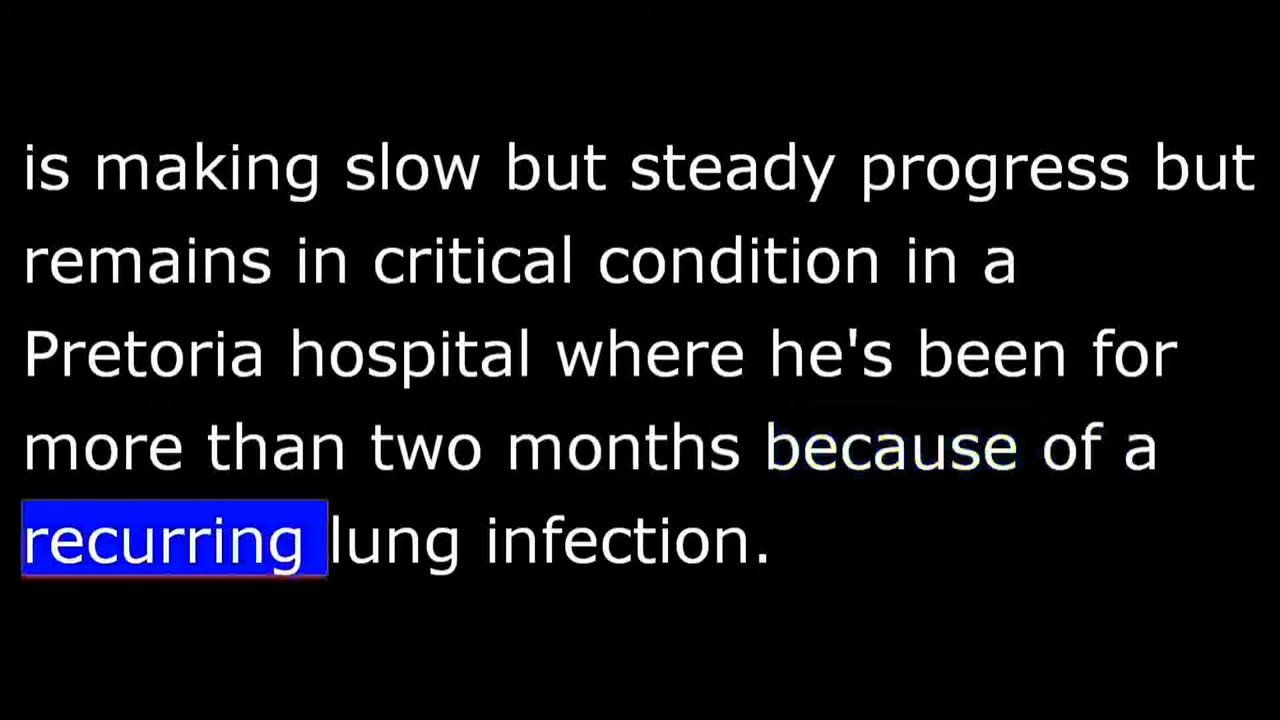 is making slow but steady progress but
remains in critical condition in a
Pretoria hospital where he's been for
more than two months because of a
recurring lung infection.